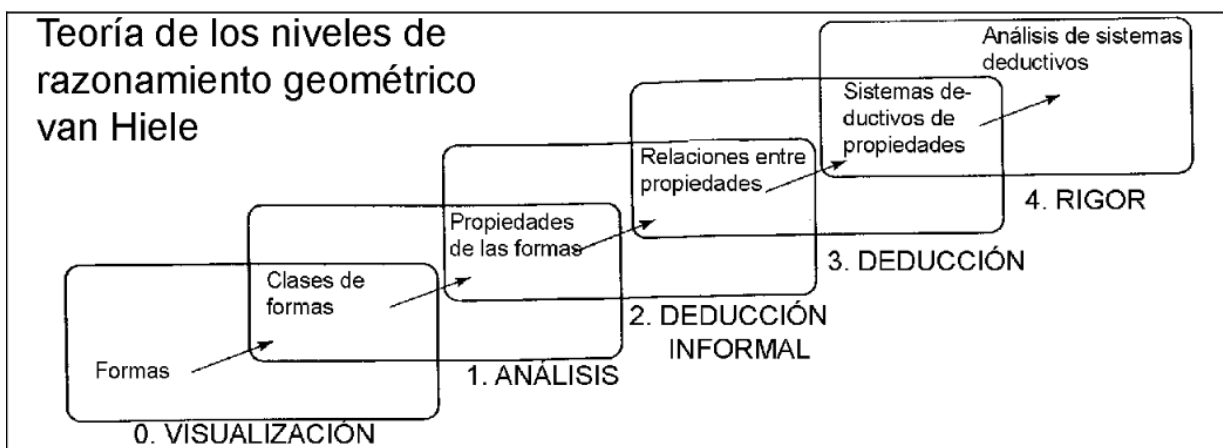 Teoría de los niveles de
razonamiento geométrico
van Hiele
Formas
0. VISUALIZACIÓN
Clases de
formas
1. ANÁLISIS
Propiedades
de las formas
2. DEDUCCIÓN
INFORMAL
Relaciones entre
propiedades
3. DEDUCCIÓN
Sistemas de-
ductivos de
propiedades
4. RIGOR
Análisis de sistemas
deductivos